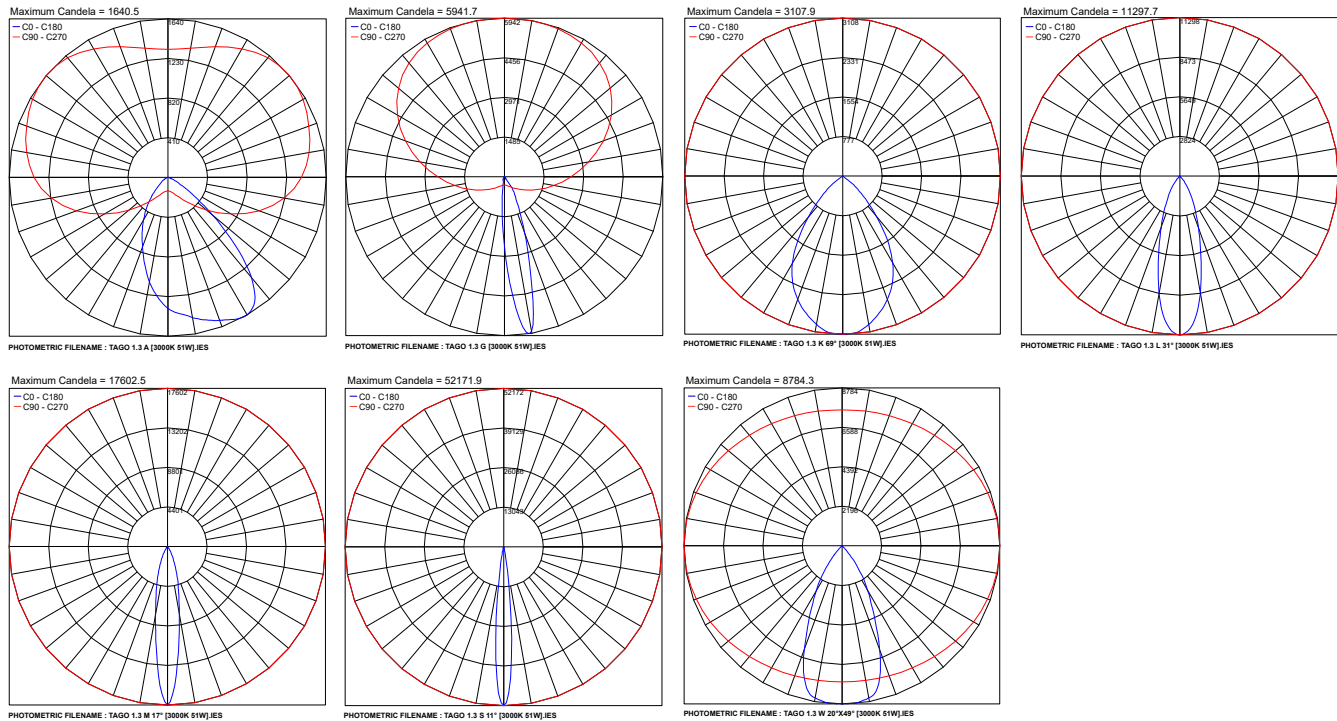 Maximum Candela = 1640.5
C0 - C180
C90 - C270
1640
1230
820
410
PHOTOMETRIC FILENAME : TAGO 1.3 A [3000K 51W].IES
Maximum Candela = 5941.7
C0 - C180
C90 - C270
5942
4456
2971
1485
PHOTOMETRIC FILENAME : TAGO 1.3 G [3000K 51W].IES
Maximum Candela = 3107.9
C0 - C180
C90 - C270
3108
2331
1554
777
PHOTOMETRIC FILENAME : TAGO 1.3 K 69° [3000K 51W].IES
Maximum Candela = 11297.7
C0 - C180
C90 - C270
11298
8473
5649
2824
PHOTOMETRIC FILENAME : TAGO 1.3 L 31° [3000K 51W].IES
Maximum Candela = 17602.5
C0 - C180
C90 - C270
17602
13202
8801
4401
PHOTOMETRIC FILENAME : TAGO 1.3 M 17° [3000K 51W].IES
Maximum Candela = 52171.9
C0 - C180
C90 - C270
52172
39129
26086
13043
PHOTOMETRIC FILENAME : TAGO 1.3 S 11° [3000K 51W].IES
Maximum Candela = 8784.3
C0 - C180
C90 - C270
8784
6588
4392
2196
PHOTOMETRIC FILENAME : TAGO 1.3 W 20°X49° [3000K 51W].IES